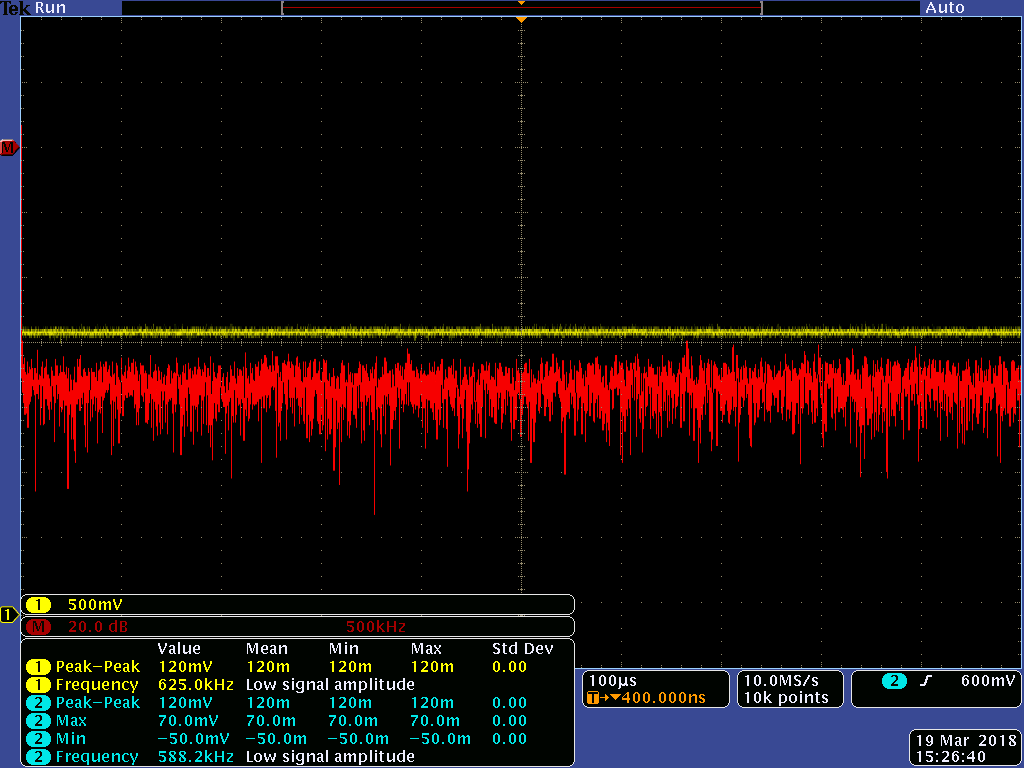 Tek Run Auto
M
1
1 500mV
M 20.0 dB 500kHz
Value Mean Min Max Std Dev
1 Peak−Peak 120mV 120m 120m 120m 0.00
1 Frequency 625.0kHz Low signal amplitude
2 Peak−Peak 120mV 120m 120m 120m 0.00
2 Max 70.0mV 70.0m 70.0m 70.0m 0.00
2 Min −50.0mV −50.0m −50.0m −50.0m 0.00
2 Frequency 588.2kHz Low signal amplitude
100µs
T→▼400.000ns
10.0MS/s
10k points
2 600mV
19 Mar 2018
15:26:40